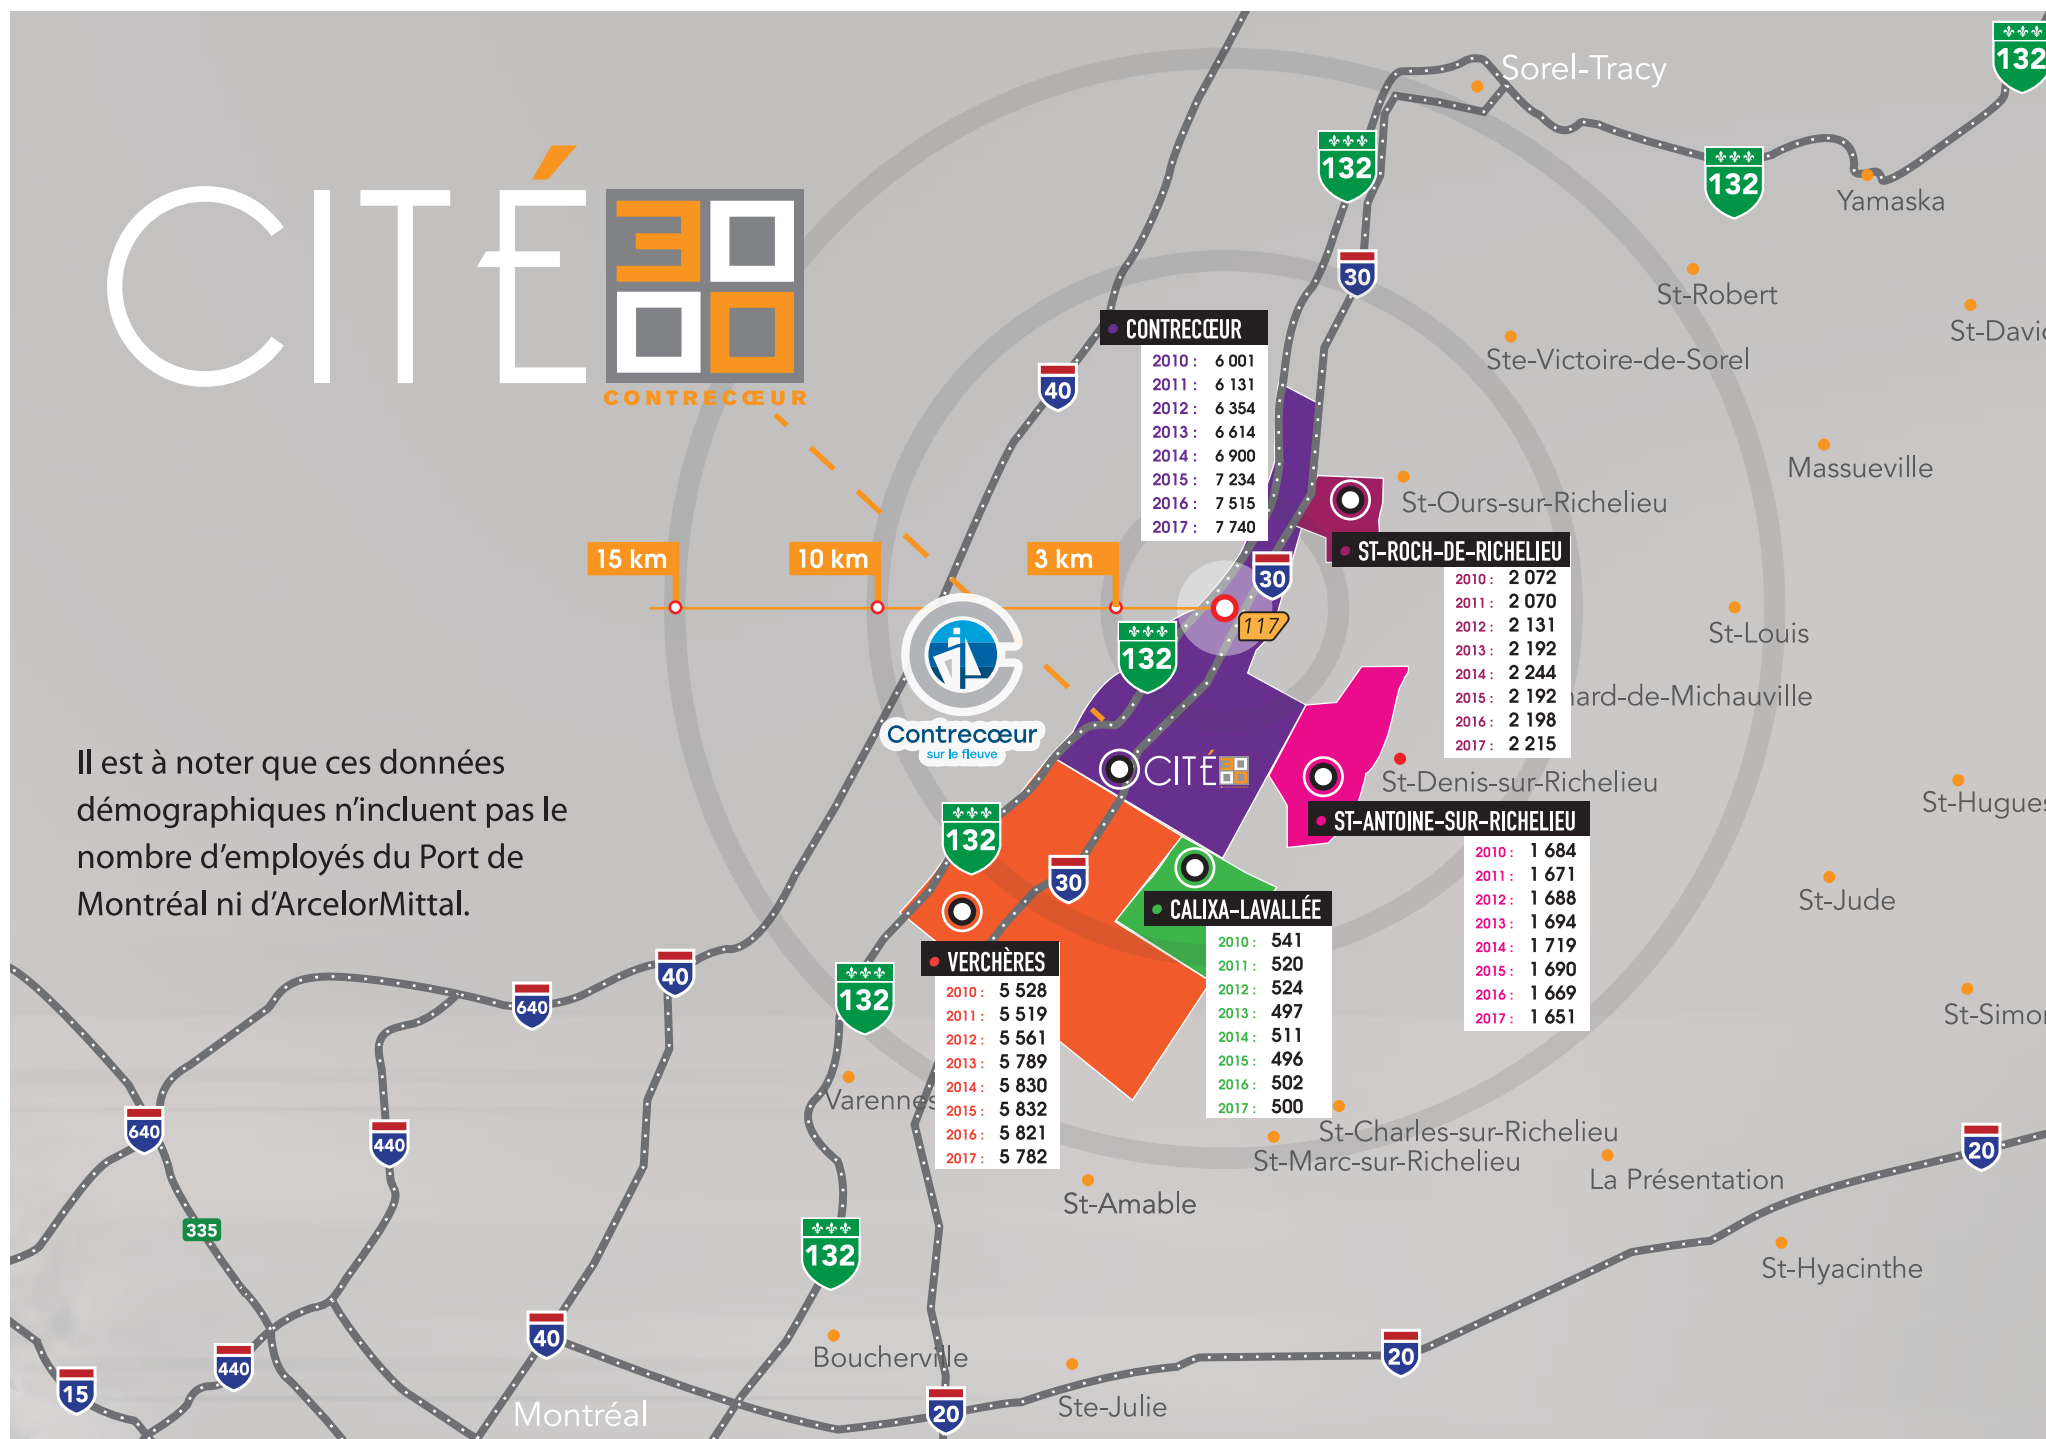 CITÉ 3000
CONTRECŒUR
Sorel-Tracy
132
132
132
Yamaska
30
St-Robert
St-Davi
Ste-Victoire-de-Sorel
40
Massueville
CONTRECŒUR
2010 : 6 001
2011 : 6 131
2012 : 6 354
2013 : 6 614
2014 : 6 900
2015 : 7 234
2016 : 7 515
2017 : 7 740
St-Ours-sur-Richelieu
15 km
10 km
3 km
30
117
132
ST-ROCH-DE-RICHELIEU
2010 : 2 072
2011 : 2 070
2012 : 2 131
2013 : 2 192
2014 : 2 244
2015 : 2 192
2016 : 2 198
2017 : 2 215
St-Louis
ard-de-Michauville
Contrecœur
sur le fleuve
CITÉ 3000
St-Denis-sur-Richelieu
St-Hugues
Il est à noter que ces données
démographiques n'incluent pas le
nombre d'employés du Port de
Montréal ni d'ArcelorMittal.
132
30
ST-ANTOINE-SUR-RICHELIEU
2010 : 1 684
2011 : 1 671
2012 : 1 688
2013 : 1 694
2014 : 1 719
2015 : 1 690
2016 : 1 669
2017 : 1 651
St-Jude
CALIXA-LAVALLÉE
2010 : 541
2011 : 520
2012 : 524
2013 : 497
2014 : 511
2015 : 496
2016 : 502
2017 : 500
VERCHÈRES
2010 : 5 528
2011 : 5 519
2012 : 5 561
2013 : 5 789
2014 : 5 830
2015 : 5 832
2016 : 5 821
2017 : 5 782
40
640
132
St-Simo
Varennes
640
440
St-Charles-sur-Richelieu
St-Marc-sur-Richelieu
20
La Présentation
St-Amable
335
132
St-Hyacinthe
40
Boucherville
440
15
20
20
Ste-Julie
Montréal